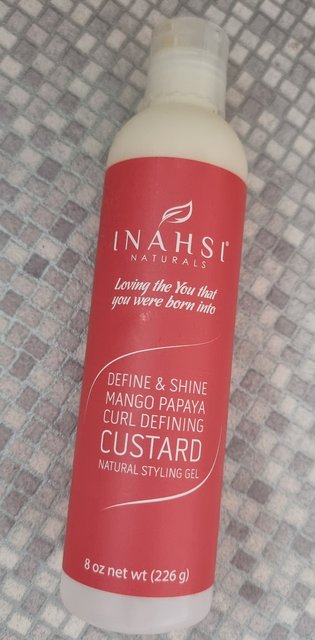 INAHSI®
NATURALS
Loving the You that
you were born into
DEFINE & SHINE
MANGO PAPAYA
CURL DEFINING
CUSTARD
NATURAL STYLING GEL
8 oz net wt (226g)